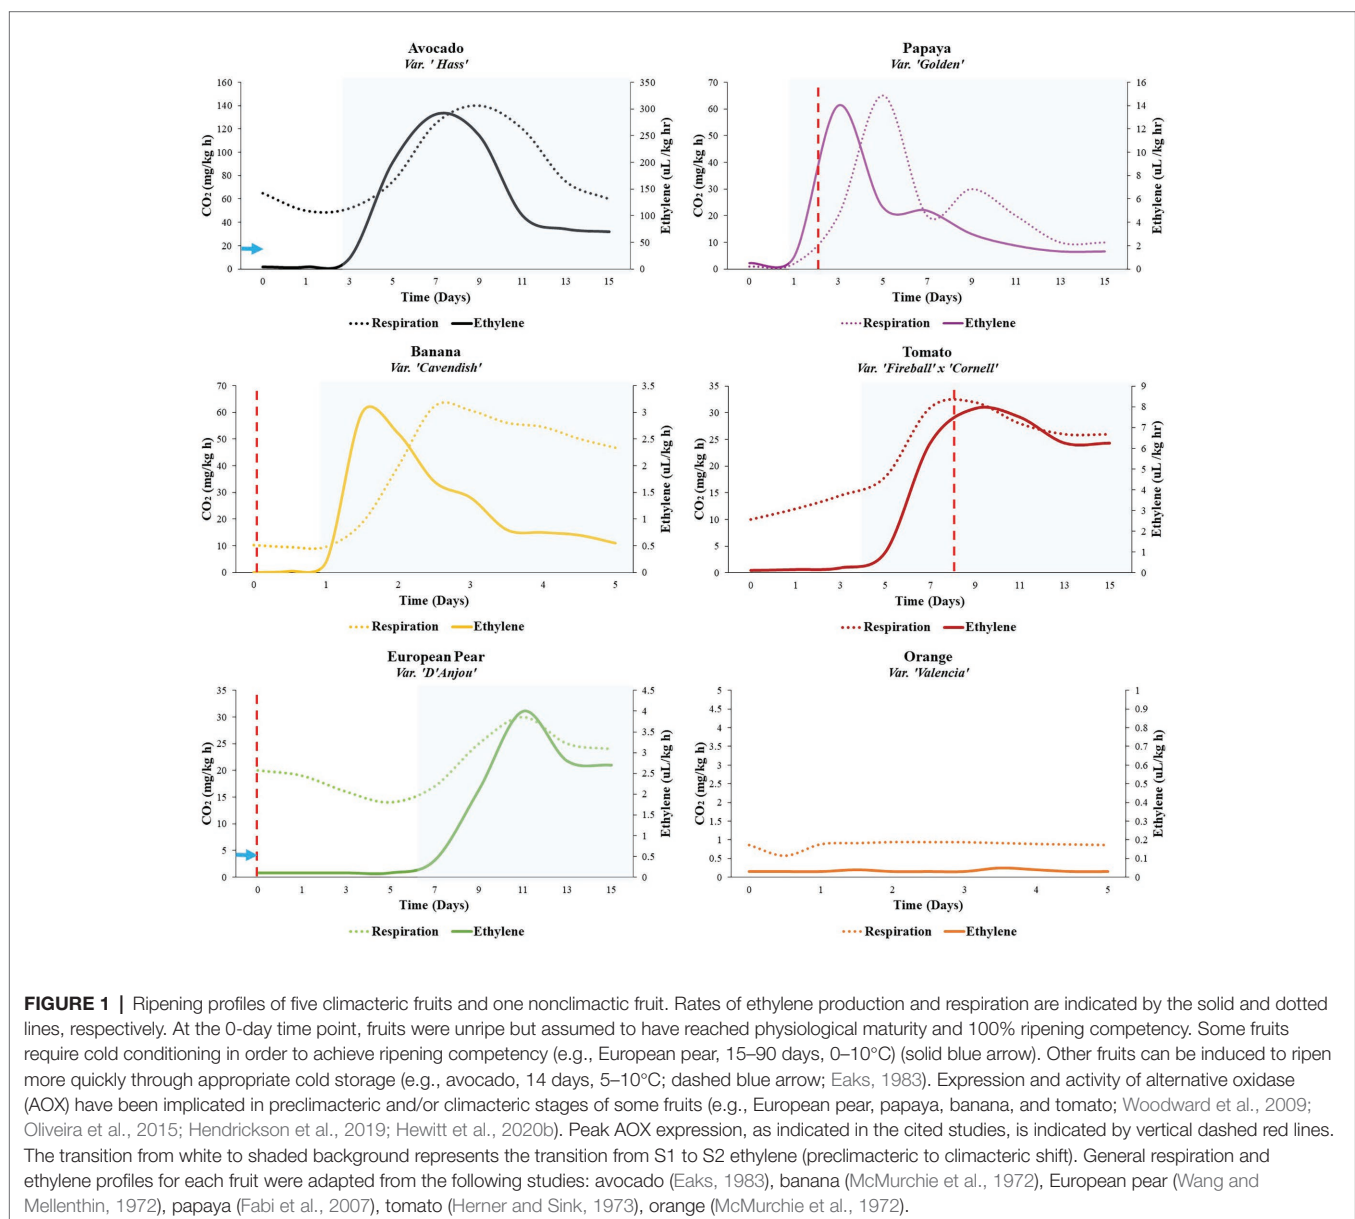 Avocado
Var. ' Hass'
CO₂ (mg/kg h)
160
140
120
100
80
60
40
20
0
350
300
250
200
150
100
50
0
Ethylene (uL /kg hr)
0 1 3 5 7 9 11 13 15
Time (Days)
Respiration Ethylene
Papaya
Var. 'Golden'
CO₂ (mg/kg h)
70
60
50
40
30
20
10
0
16
14
12
10
8
6
4
2
0
Ethylene (uL /kg hr)
0 1 3 5 7 9 11 15
Time (Days)
Respiration Ethylene
Banana
Var. 'Cavendish'
CO₂ (mg/kg h)
70
60
50
40
30
20
10
0
3.5
3
2.5
2
1.5
1
0.5
0
Ethylene (uL/kg h)
0 1 2 3 4 5
Time (Days)
Respiration Ethylene
Tomato
Var. 'Fireball' x 'Cornell'
CO₂ (mg/kg h)
35
30
25
20
15
10
5
0
9
8
7
6
5
4
3
2
1
0
Ethylene (uL /kg hr)
0 1 3 5 7 9 11 13 15
Time (Days)
Respiration Ethylene
European Pear
Var. 'D'Anjou'
CO₂ (mg/kg h)
35
30
25
20
15
10
5
0
4.5
4
3.5
3
2.5
2
1.5
1
0.5
0
Ethylene (uL/kg h)
0 1 3 5 7 9 11 13 15
Time (Days)
Respiration Ethylene
Orange
Var. 'Valencia'
CO₂ (mg/kg h)
5
4.5
4
3.5
3
2.5
2
1.5
1
0.5
0
1
0.9
0.8
0.7
0.6
0.5
0.4
0.3
0.2
0.1
0
Ethylene (uL/kg h)
0 1 2 3 4 5
Time (Days)
Respiration Ethylene
FIGURE 1 | Ripening profiles of five climacteric fruits and one nonclimactic fruit. Rates of ethylene production and respiration are indicated by the solid and dotted
lines, respectively. At the 0-day time point, fruits were unripe but assumed to have reached physiological maturity and 100% ripening competency. Some fruits
require cold conditioning in order to achieve ripening competency (e.g., European pear, 15–90 days, 0–10°C) (solid blue arrow). Other fruits can be induced to ripen
more quickly through appropriate cold storage (e.g., avocado, 14 days, 5–10°C; dashed blue arrow; Eaks, 1983). Expression and activity of alternative oxidase
(AOX) have been implicated in preclimacteric and/or climacteric stages of some fruits (e.g., European pear, papaya, banana, and tomato; Woodward et al., 2009;
Oliveira et al., 2015; Hendrickson et al., 2019; Hewitt et al., 2020b). Peak AOX expression, as indicated in the cited studies, is indicated by vertical dashed red lines.
The transition from white to shaded background represents the transition from S1 to S2 ethylene (preclimacteric to climacteric shift). General respiration and
ethylene profiles for each fruit were adapted from the following studies: avocado (Eaks, 1983), banana (McMurchie et al., 1972), European pear (Wang and
Mellenthin, 1972), papaya (Fabi et al., 2007), tomato (Herner and Sink, 1973), orange (McMurchie et al., 1972).